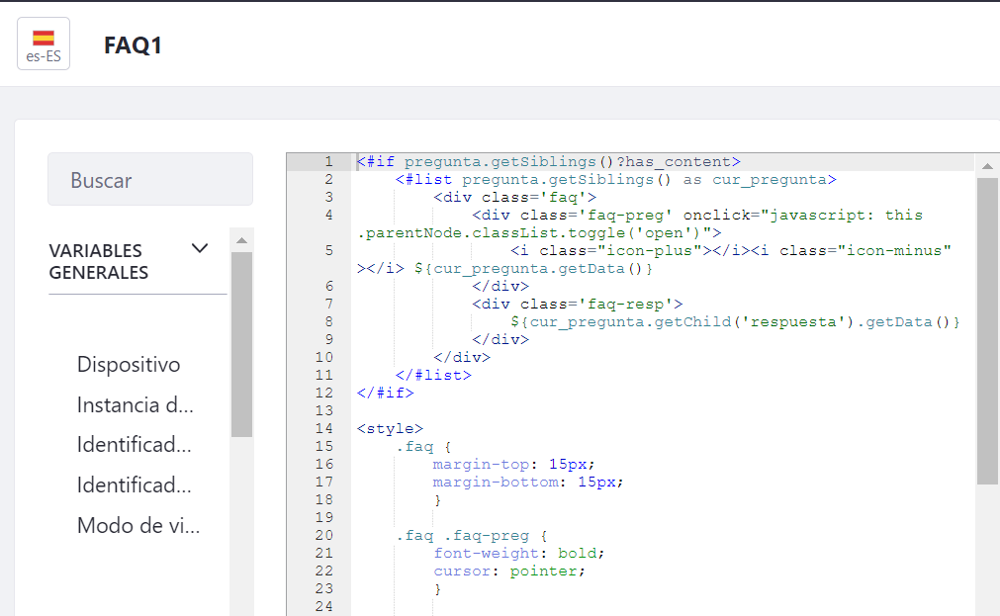 es-ES
FAQ1
Buscar
VARIABLES
GENERALES
Dispositivo
Instancia d...
Identificad...
Identificad...
Modo de vi...
1 <#if pregunta.getSiblings()?has_content>
2 <#list pregunta.getSiblings() as cur_pregunta>
3 <div class='faq'>
4 <div class='faq-preg' onclick="javascript: this
.parentNode.classList.toggle('open')">
5 <i class="icon-plus"></i><i class="icon-minus"
></i> ${cur_pregunta.getData()}
6 </div>
7 <div class='faq-resp'>
8 ${cur_pregunta.getChild('respuesta').getData()}
9 </div>
10 </div>
11 </#list>
12 </#if>
13
14 <style>
15 .faq {
16 margin-top: 15px;
17 margin-bottom: 15px;
18 }
19
20 .faq .faq-preg {
21 font-weight: bold;
22 cursor: pointer;
23 }
24